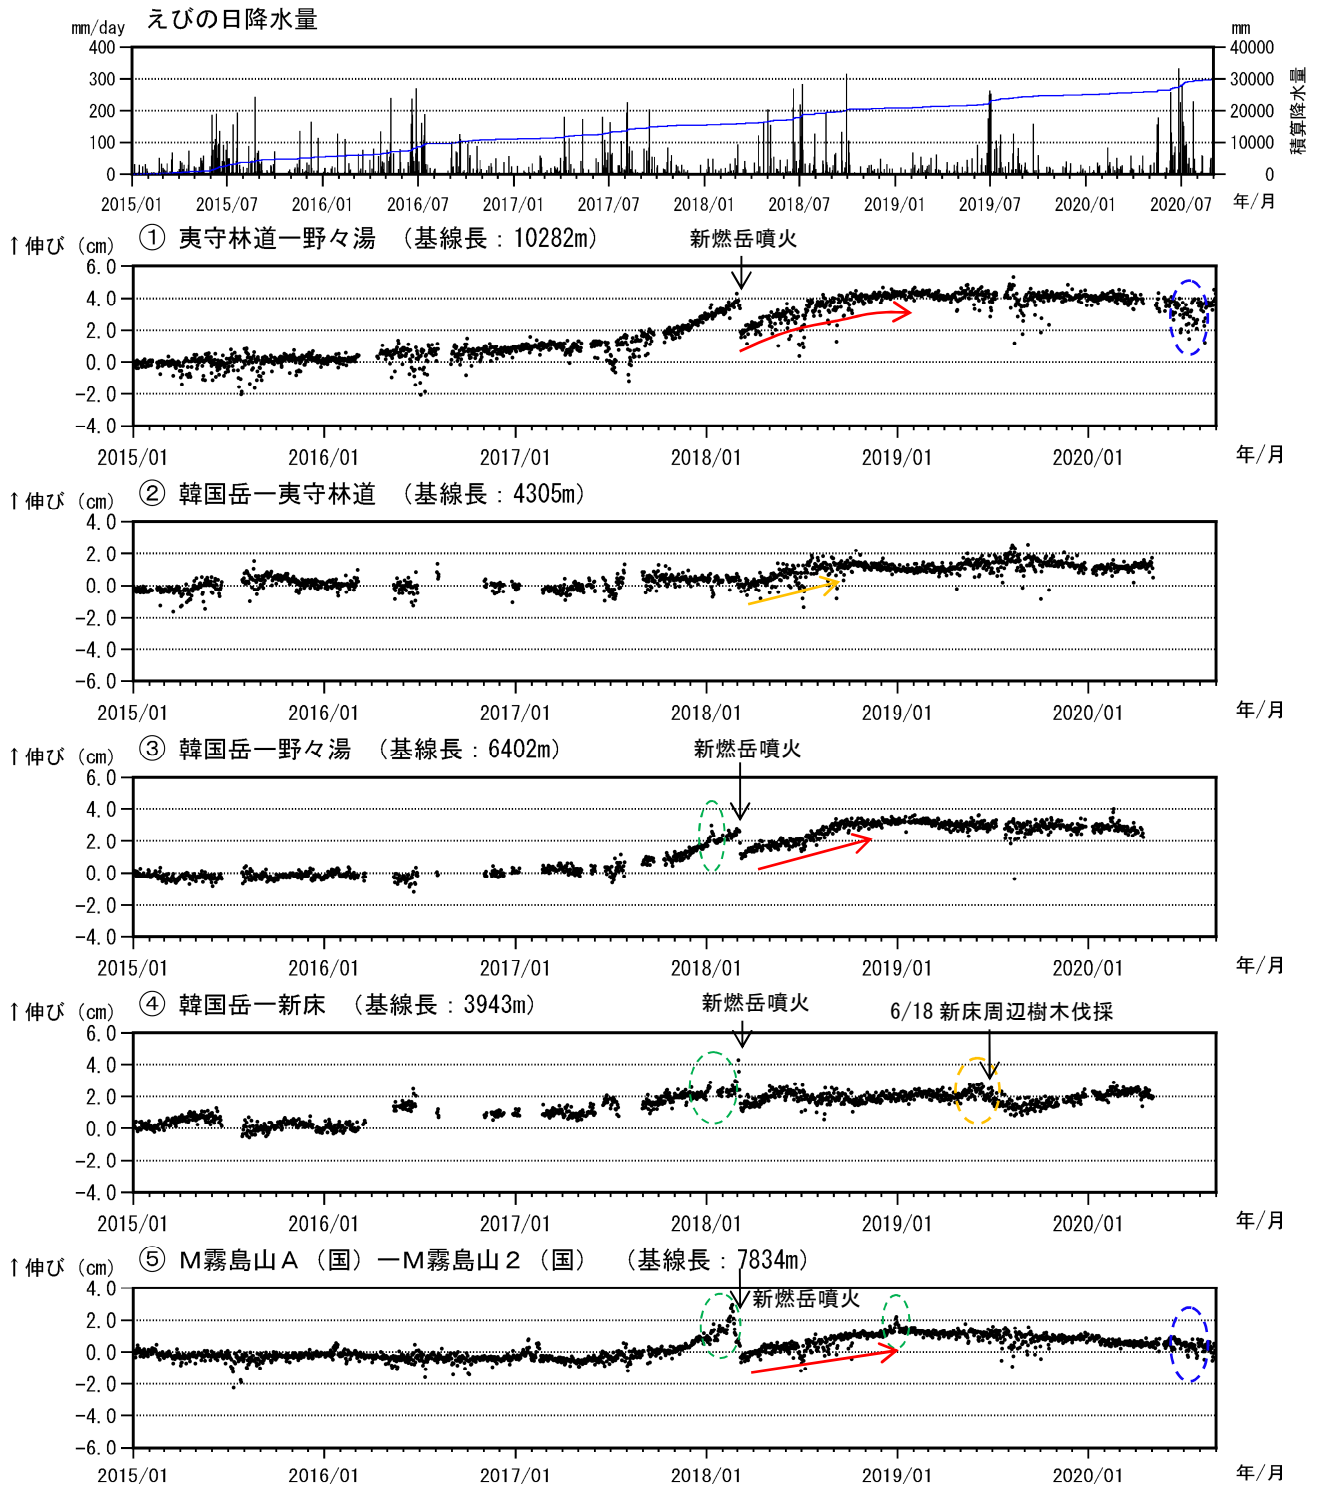 えびの日降水量
mm/day
mm
400
300
200
100
0
40000
30000
20000
10000
0
積算降水量
2015/01 2015/07 2016/01 2016/07 2017/01 2017/07 2018/01 2018/07 2019/01 2019/07 2020/01 2020/07 年/月
↑伸び (cm) ① 夷守林道ー野々湯 （基線長：10282m）
新燃岳噴火
6.0
4.0
2.0
0.0
-2.0
-4.0
2015/01 2016/01 2017/01 2018/01 2019/01 2020/01 年/月
↑伸び (cm) ② 韓国岳ー夷守林道 （基線長：4305m）
4.0
2.0
0.0
-2.0
-4.0
-6.0
2015/01 2016/01 2017/01 2018/01 2019/01 2020/01 年/月
↑伸び (cm) ③ 韓国岳ー野々湯 （基線長：6402m）
新燃岳噴火
6.0
4.0
2.0
0.0
-2.0
-4.0
2015/01 2016/01 2017/01 2018/01 2019/01 2020/01 年/月
↑伸び (cm) ④ 韓国岳ー新床 （基線長：3943m）
新燃岳噴火
6/18 新床周辺樹木伐採
6.0
4.0
2.0
0.0
-2.0
-4.0
2015/01 2016/01 2017/01 2018/01 2019/01 2020/01 年/月
↑伸び (cm) ⑤ M霧島山A（国）ーM霧島山2（国） （基線長：7834m）
新燃岳噴火
4.0
2.0
0.0
-2.0
-4.0
-6.0
2015/01 2016/01 2017/01 2018/01 2019/01 2020/01 年/月